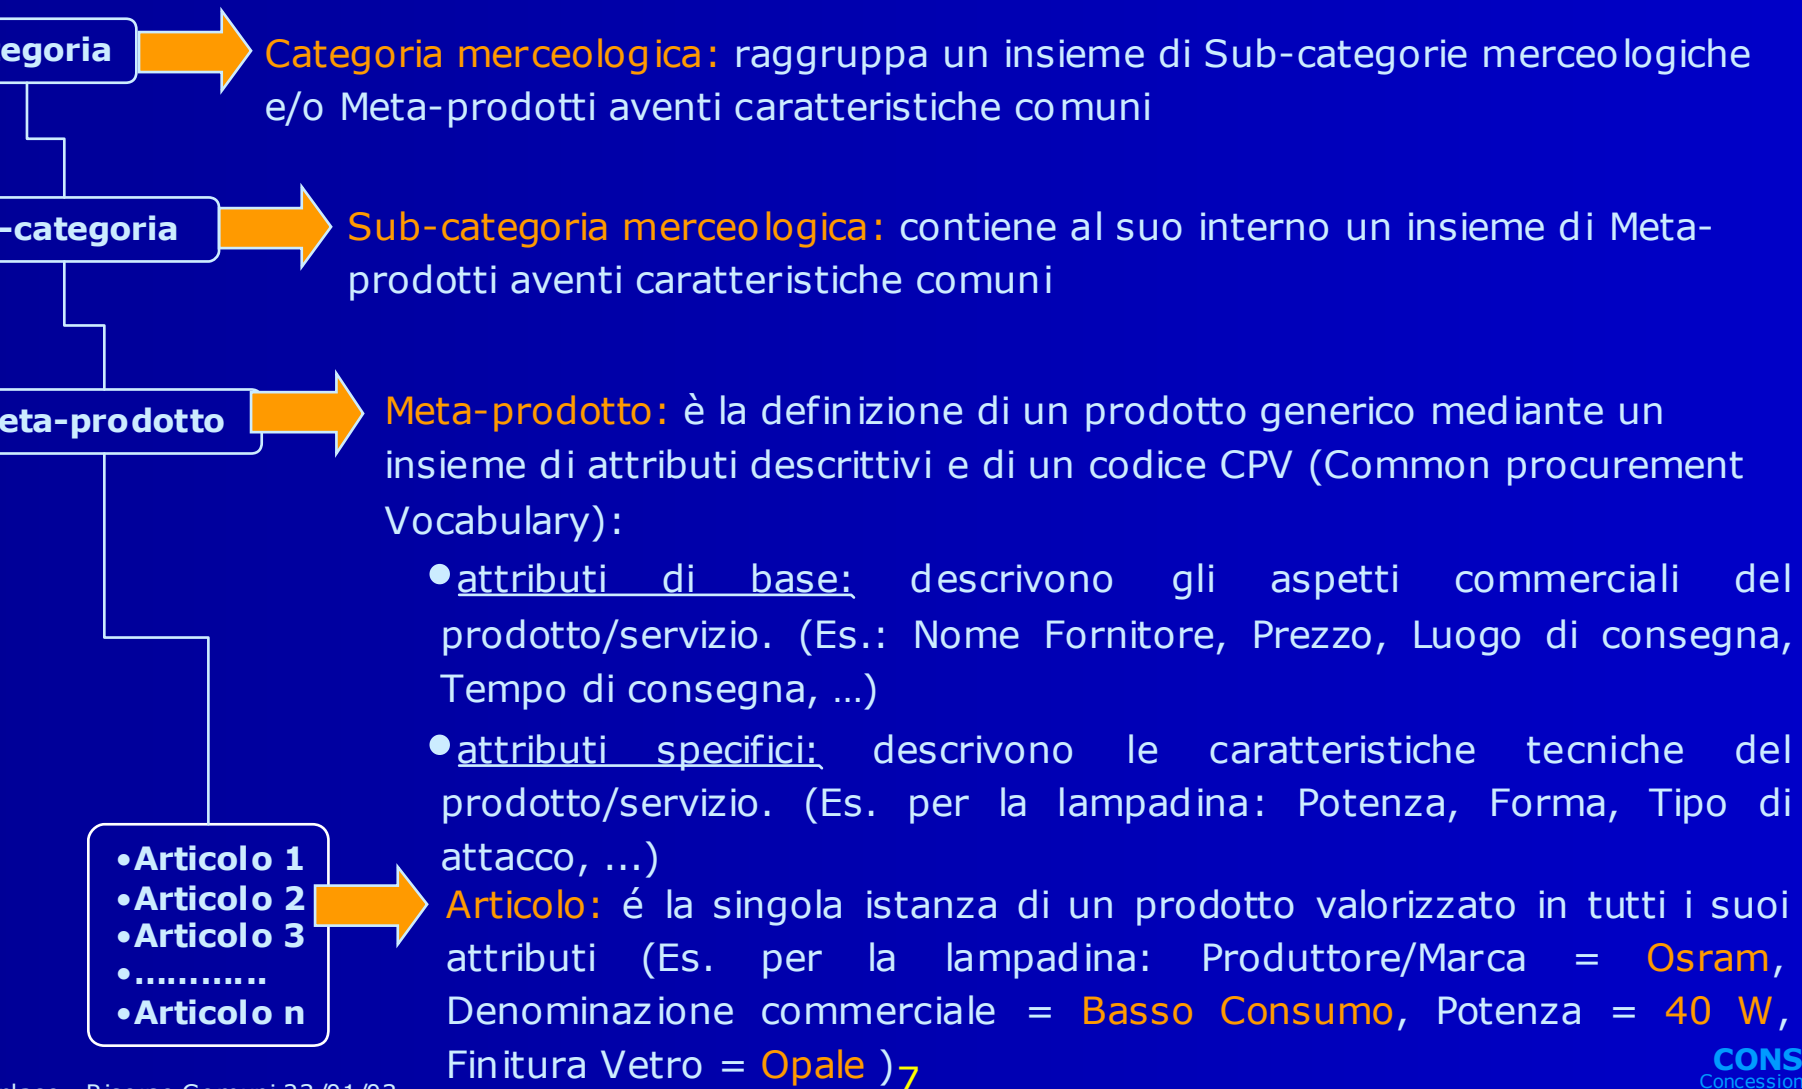 egoria
Categoria merceologica: raggruppa un insieme di Sub-categorie merceologiche
e/o Meta-prodotti aventi caratteristiche comuni
-categoria
Sub-categoria merceologica: contiene al suo interno un insieme di Meta-
prodotti aventi caratteristiche comuni
eta-prodotto
Meta-prodotto: è la definizione di un prodotto generico mediante un
insieme di attributi descrittivi e di un codice CPV (Common procurement
Vocabulary):
•attributi di base: descrivono gli aspetti commerciali del
prodotto/servizio. (Es.: Nome Fornitore, Prezzo, Luogo di consegna,
Tempo di consegna, …)
•attributi specifici: descrivono le caratteristiche tecniche del
prodotto/servizio. (Es. per la lampadina: Potenza, Forma, Tipo di
attacco, ...)
•Articolo 1
•Articolo 2
•Articolo 3
•…………
•Articolo n
Articolo: é la singola istanza di un prodotto valorizzato in tutti i suoi
attributi (Es. per la lampadina: Produttore/Marca = Osram,
Denominazione commerciale = Basso Consumo, Potenza = 40 W,
Finitura Vetro = Opale )
7
CONS
Concession